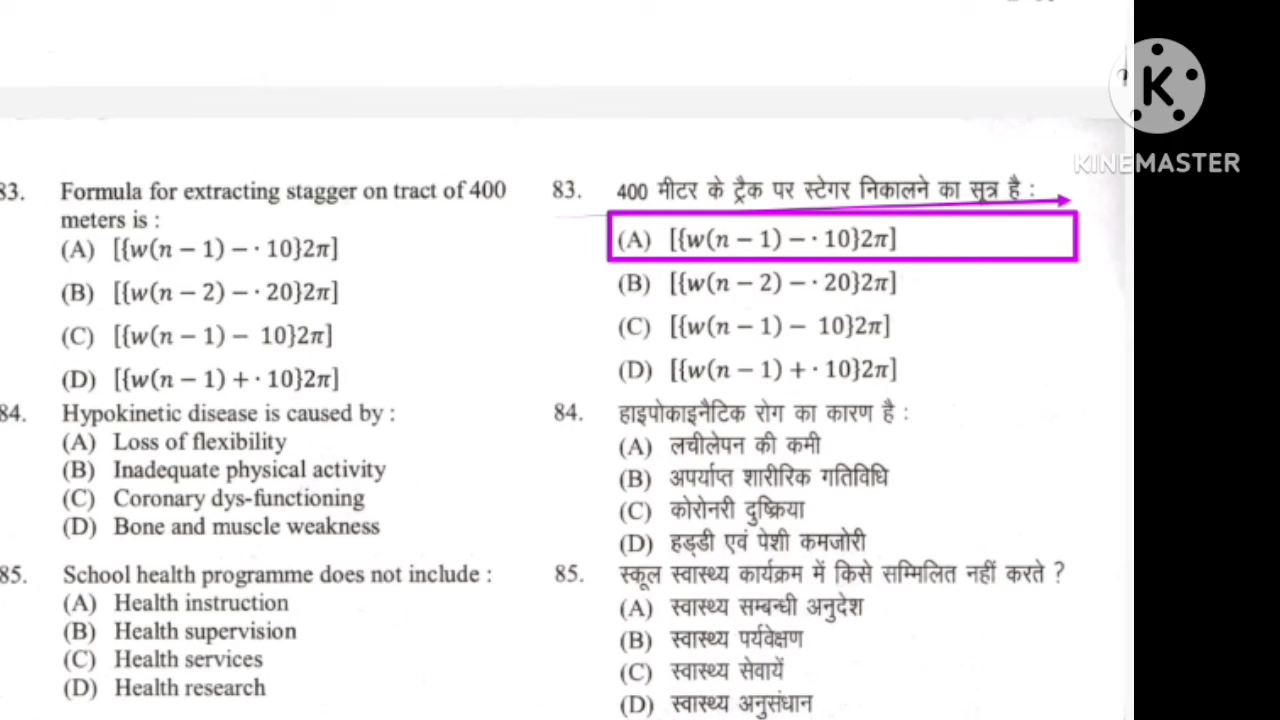 K
KINEMASTER
83. Formula for extracting stagger on tract of 400
meters is :
(A) [{w(n − 1) − · 10}2π]
(B) [{w(n − 2) − · 20}2π]
(C) [{w(n − 1) − 10}2π]
(D) [{w(n − 1) + · 10}2π]
84. Hypokinetic disease is caused by :
(A) Loss of flexibility
(B) Inadequate physical activity
(C) Coronary dys-functioning
(D) Bone and muscle weakness
85. School health programme does not include :
(A) Health instruction
(B) Health supervision
(C) Health services
(D) Health research
83. 400 मीटर के ट्रैक पर स्टेगर निकालने का सूत्र है :
(A) [{w(n − 1) − · 10}2π]
(B) [{w(n − 2) − · 20}2π]
(C) [{w(n − 1) − 10}2π]
(D) [{w(n − 1) + · 10}2π]
84. हाइपोकाइनैटिक रोग का कारण है :
(A) लचीलेपन की कमी
(B) अपर्याप्त शारीरिक गतिविधि
(C) कोरोनरी दुष्क्रिया
(D) हड्डी एवं पेशी कमजोरी
85. स्कूल स्वास्थ्य कार्यक्रम में किसे सम्मिलित नहीं करते ?
(A) स्वास्थ्य सम्बन्धी अनुदेश
(B) स्वास्थ्य पर्यवेक्षण
(C) स्वास्थ्य सेवायें
(D) स्वास्थ्य अनुसंधान